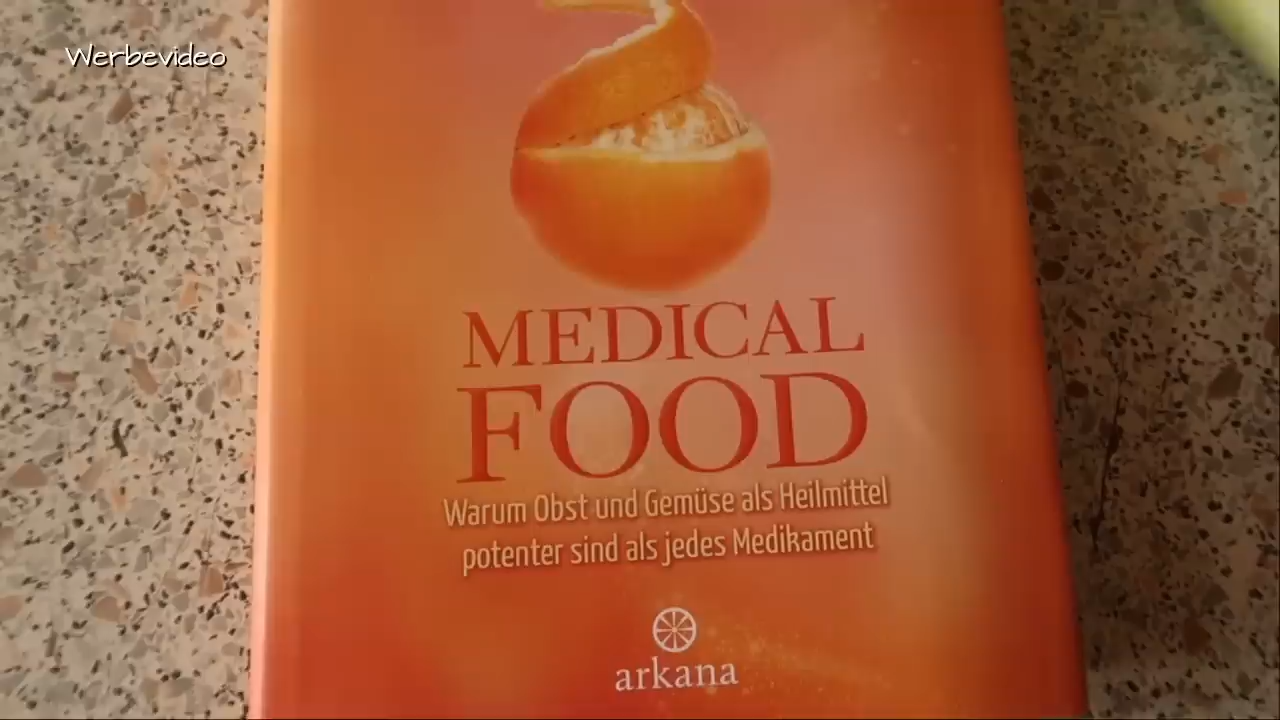 Werbevideo
MEDICAL
FOOD
Warum Obst und Gemüse als Heilmittel
potenter sind als jedes Medikament
arkana